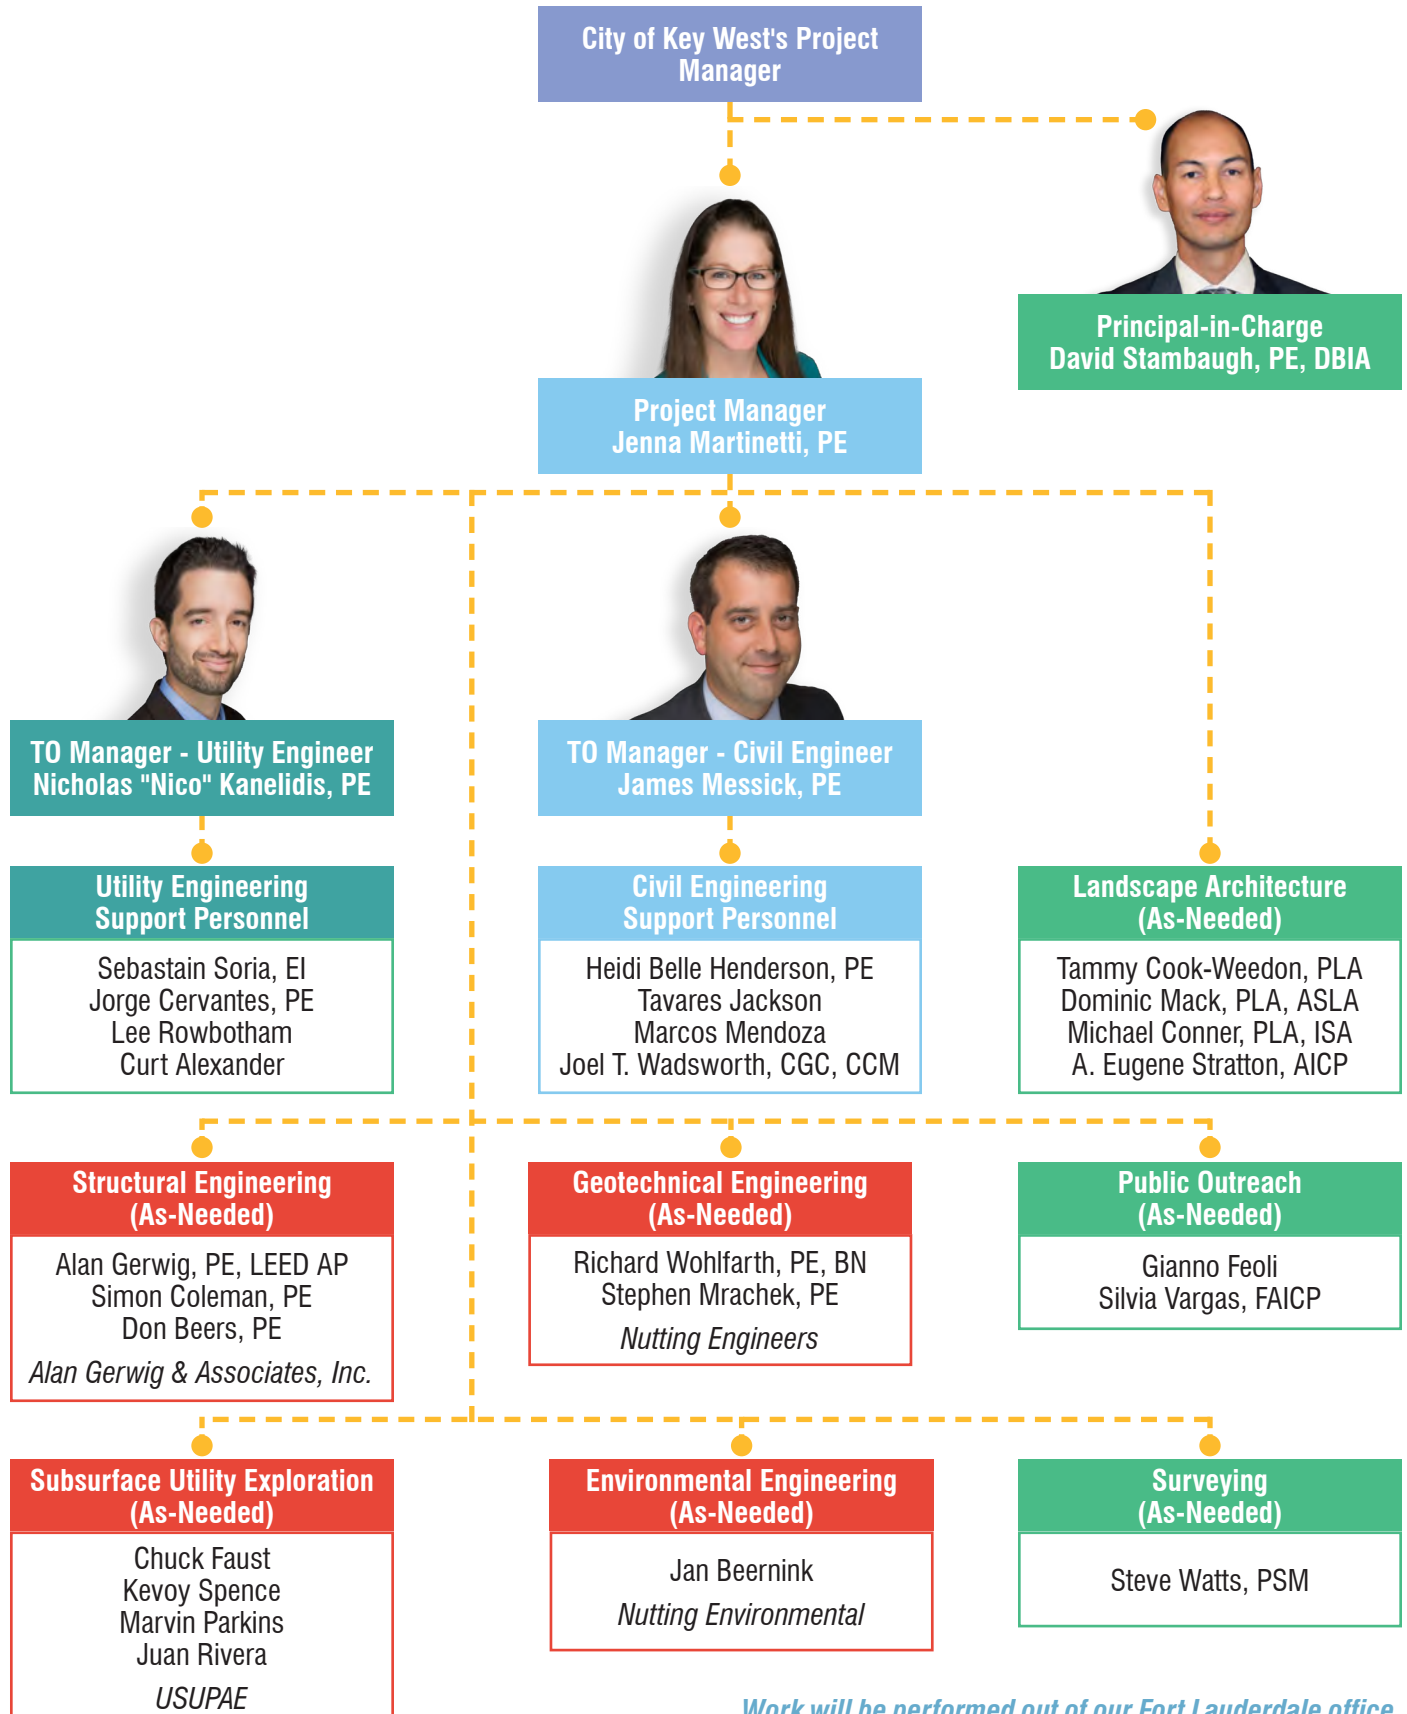 City of Key West's Project
Manager
Principal-in-Charge
David Stambaugh, PE, DBIA
Project Manager
Jenna Martinetti, PE
TO Manager - Utility Engineer
Nicholas "Nico" Kanelidis, PE
TO Manager - Civil Engineer
James Messick, PE
Utility Engineering
Support Personnel
Sebastain Soria, EI
Jorge Cervantes, PE
Lee Rowbotham
Curt Alexander
Civil Engineering
Support Personnel
Heidi Belle Henderson, PE
Tavares Jackson
Marcos Mendoza
Joel T. Wadsworth, CGC, CCM
Landscape Architecture
(As-Needed)
Tammy Cook-Weedon, PLA
Dominic Mack, PLA, ASLA
Michael Conner, PLA, ISA
A. Eugene Stratton, AICP
Structural Engineering
(As-Needed)
Alan Gerwig, PE, LEED AP
Simon Coleman, PE
Don Beers, PE
Alan Gerwig & Associates, Inc.
Geotechnical Engineering
(As-Needed)
Richard Wohlfarth, PE, BN
Stephen Mrachek, PE
Nutting Engineers
Public Outreach
(As-Needed)
Gianno Feoli
Silvia Vargas, FAICP
Subsurface Utility Exploration
(As-Needed)
Chuck Faust
Kevoy Spence
Marvin Parkins
Juan Rivera
USUPAE
Environmental Engineering
(As-Needed)
Jan Beernink
Nutting Environmental
Surveying
(As-Needed)
Steve Watts, PSM
Work will be performed out of our Fort Lauderdale office